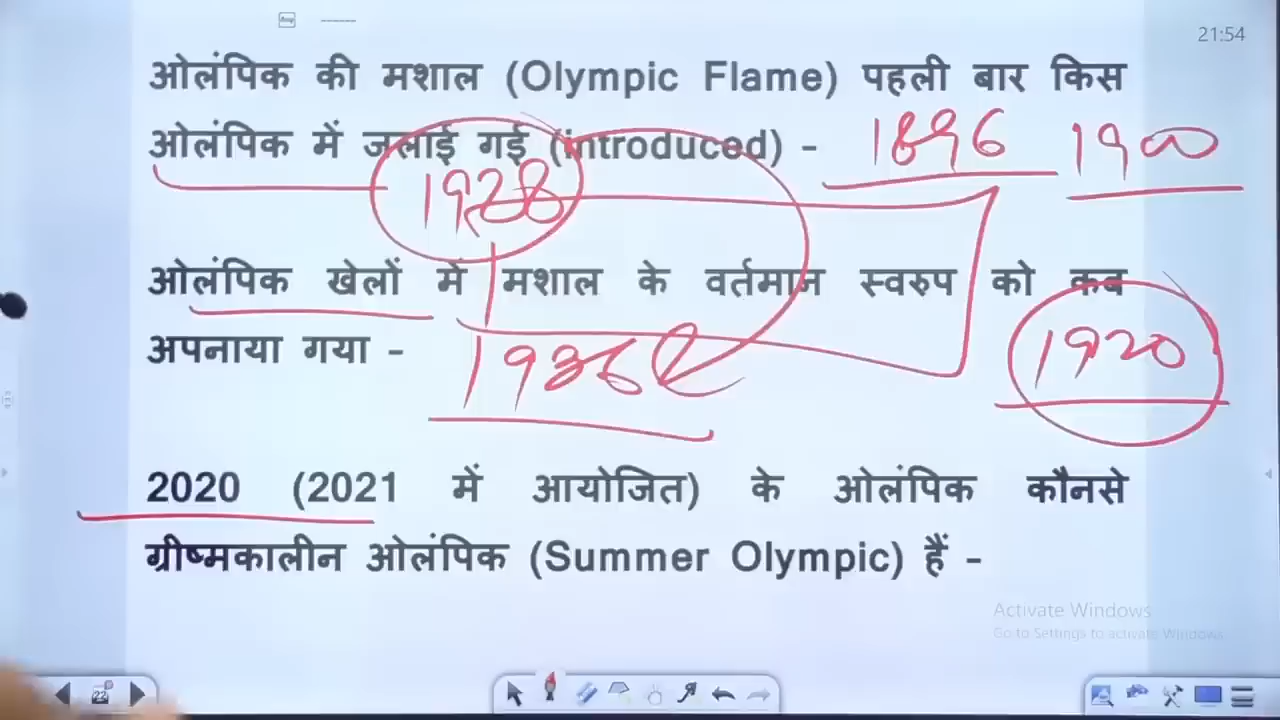 21:54
ओलंपिक की मशाल (Olympic Flame) पहली बार किस
ओलंपिक में जलाई गई (introduced) - 1896 1900
1928
ओलंपिक खेलों में मशाल के वर्तमान स्वरुप को कब
अपनाया गया - 1936 1920
2020 (2021 में आयोजित) के ओलंपिक कौनसे
ग्रीष्मकालीन ओलंपिक (Summer Olympic) हैं -
Activate Windows
Go to Settings to activate Windows.
22